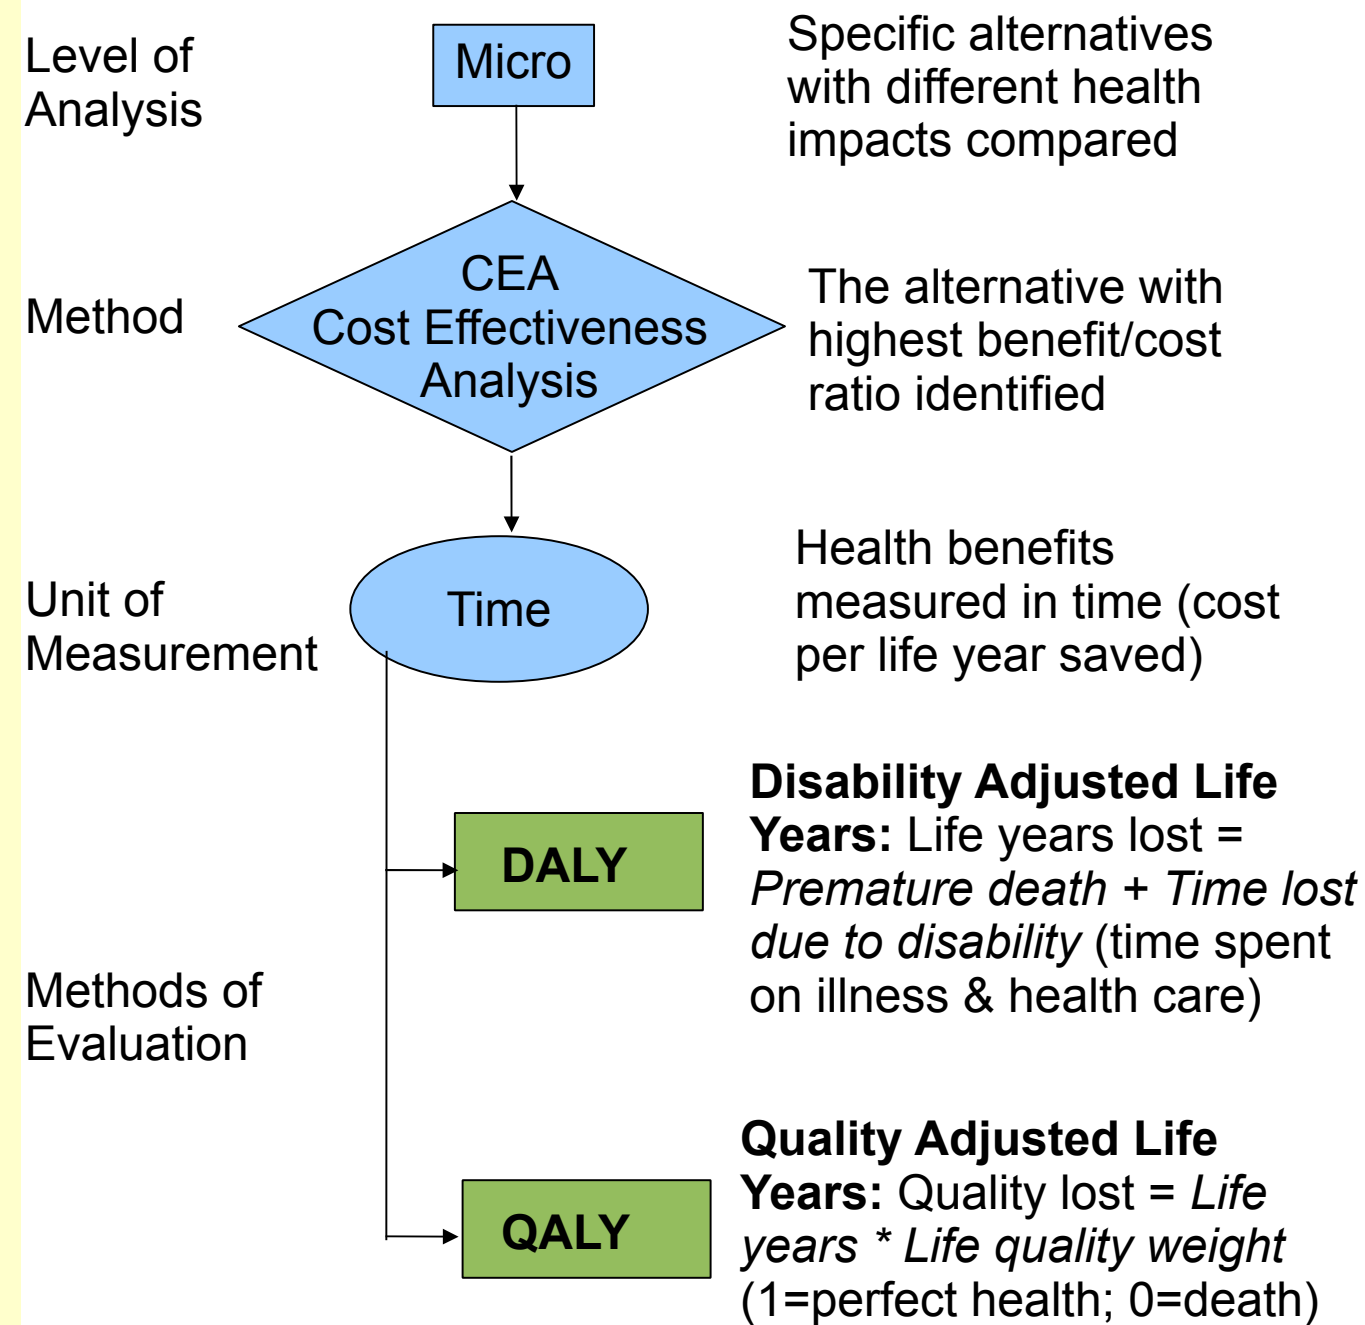 Level of
Analysis
Micro
Specific alternatives
with different health
impacts compared
Method
CEA
Cost Effectiveness
Analysis
The alternative with
highest benefit/cost
ratio identified
Unit of
Measurement
Time
Health benefits
measured in time (cost
per life year saved)
Methods of
Evaluation
DALY
Disability Adjusted Life
Years: Life years lost =
Premature death + Time lost
due to disability (time spent
on illness & health care)
QALY
Quality Adjusted Life
Years: Quality lost = Life
years * Life quality weight
(1=perfect health; 0=death)